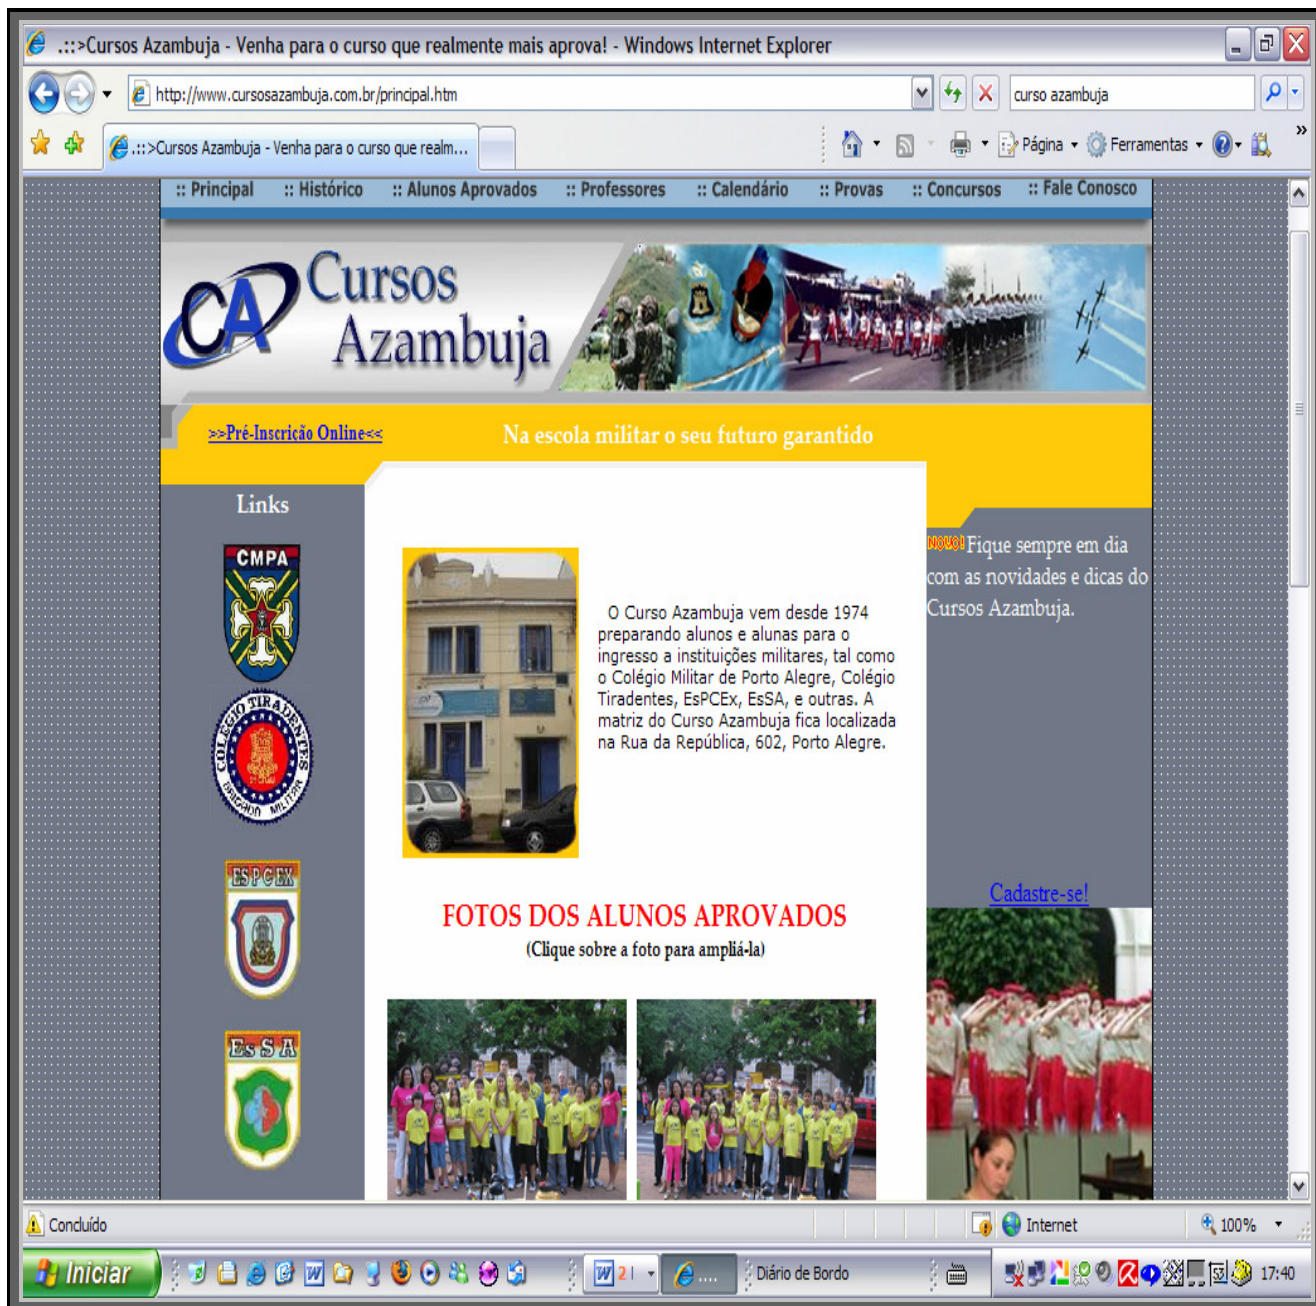 .::>Cursos Azambuja - Venha para o curso que realmente mais aprova! - Windows Internet Explorer
http://www.cursosazambuja.com.br/principal.htm
curso azambuja
.::>Cursos Azambuja - Venha para o curso que realm...
Página
Ferramentas
»
:: Principal :: Histórico :: Alunos Aprovados :: Professores :: Calendário :: Provas :: Concursos :: Fale Conosco
CA
Cursos
Azambuja
>>Pré-Inscrição Online<<
Na escola militar o seu futuro garantido
Links
CMPA
COLÉGIO TIRADENTES
BRIGADA MILITAR
ESPCEX
EsSA
O Curso Azambuja vem desde 1974
preparando alunos e alunas para o
ingresso a instituições militares, tal como
o Colégio Militar de Porto Alegre, Colégio
Tiradentes, EsPCEx, EsSA, e outras. A
matriz do Curso Azambuja fica localizada
na Rua da República, 602, Porto Alegre.
FOTOS DOS ALUNOS APROVADOS
(Clique sobre a foto para ampliá-la)
NOVO! Fique sempre em dia
com as novidades e dicas do
Cursos Azambuja.
Cadastre-se!
Concluído
Internet
100%
Iniciar
....
Diário de Bordo
17:40